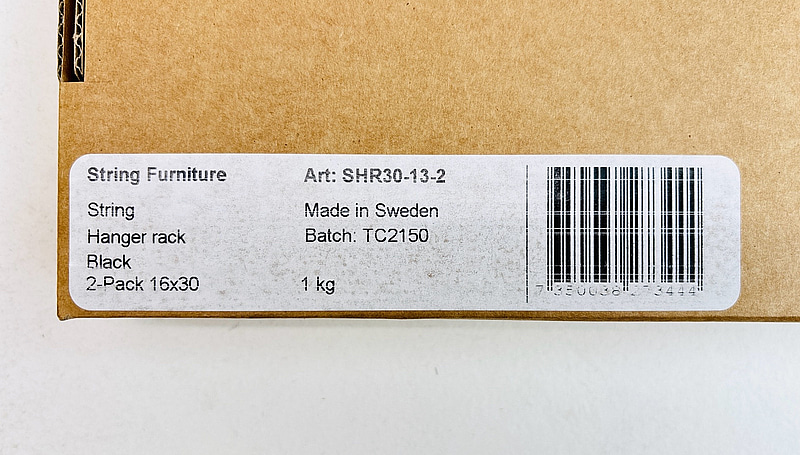 String Furniture
Art: SHR30-13-2
String
Made in Sweden
Hanger rack
Batch: TC2150
Black
2-Pack 16x30
1 kg